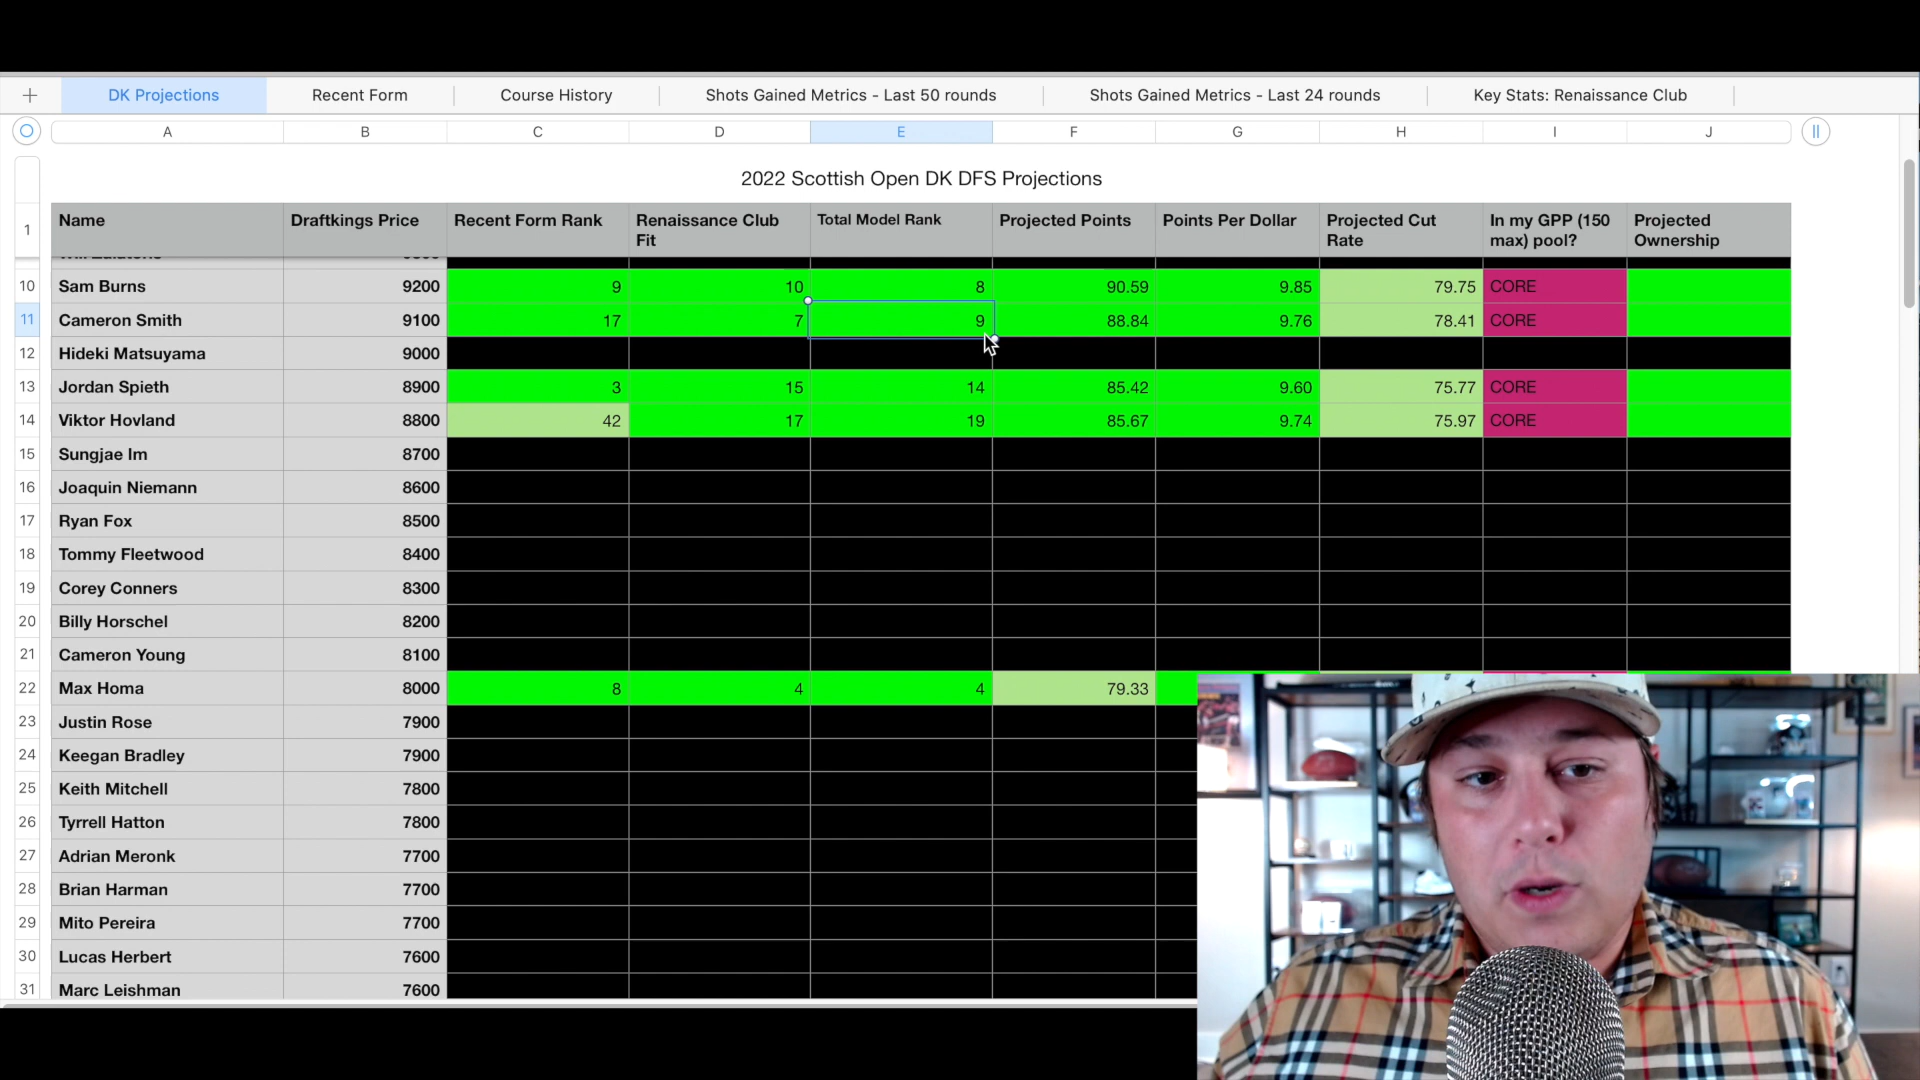 DK Projections Recent Form Course History Shots Gained Metrics - Last 50 rounds Shots Gained Metrics - Last 24 rounds Key Stats: Renaissance Club
A B C D E F G H I J
2022 Scottish Open DK DFS Projections
1 Name Draftkings Price Recent Form Rank Renaissance Club Fit Total Model Rank Projected Points Points Per Dollar Projected Cut Rate In my GPP (150 max) pool? Projected Ownership
10 Sam Burns 9200 9 10 8 90.59 9.85 79.75 CORE
11 Cameron Smith 9100 17 7 9 88.84 9.76 78.41 CORE
12 Hideki Matsuyama 9000
13 Jordan Spieth 8900 3 15 14 85.42 9.60 75.77 CORE
14 Viktor Hovland 8800 42 17 19 85.67 9.74 75.97 CORE
15 Sungjae Im 8700
16 Joaquin Niemann 8600
17 Ryan Fox 8500
18 Tommy Fleetwood 8400
19 Corey Conners 8300
20 Billy Horschel 8200
21 Cameron Young 8100
22 Max Homa 8000 8 4 4 79.33
23 Justin Rose 7900
24 Keegan Bradley 7900
25 Keith Mitchell 7800
26 Tyrrell Hatton 7800
27 Adrian Meronk 7700
28 Brian Harman 7700
29 Mito Pereira 7700
30 Lucas Herbert 7600
31 Marc Leishman 7600